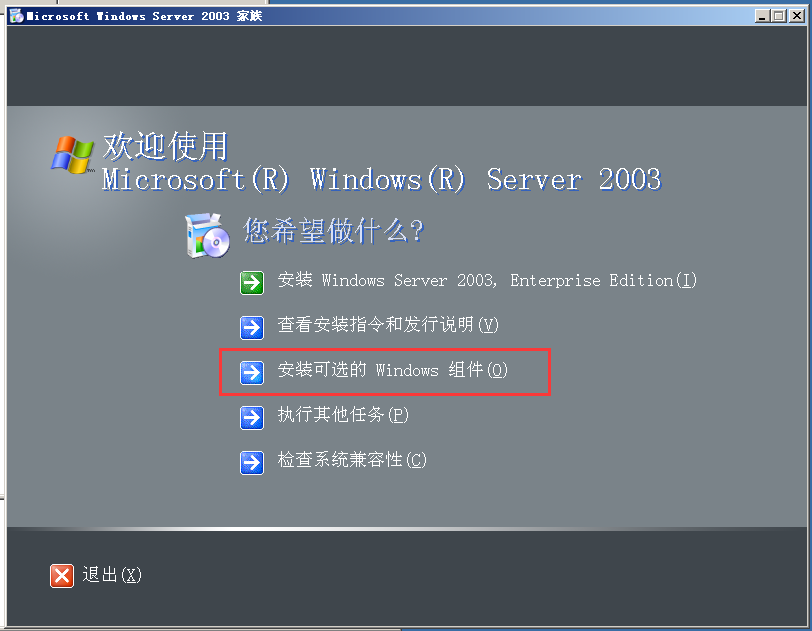 Microsoft Windows Server 2003 家族
欢迎使用
Microsoft(R) Windows(R) Server 2003
您希望做什么?
安装 Windows Server 2003, Enterprise Edition(I)
查看安装指令和发行说明(V)
安装可选的 Windows 组件(O)
执行其他任务(P)
检查系统兼容性(C)
退出(X)